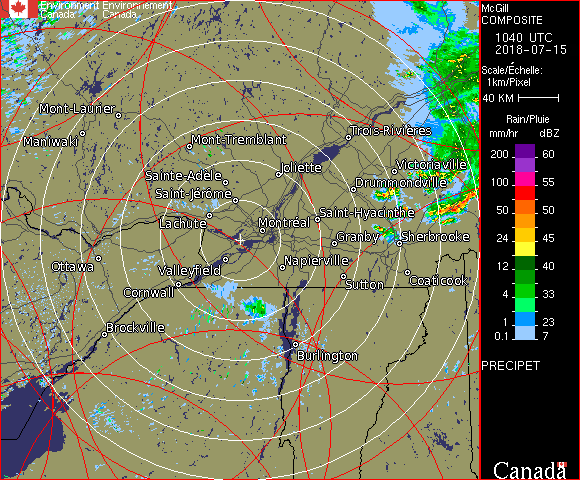 Environment Environnement
Canada Canada
McGill
COMPOSITE
1040 UTC
2018-07-15
Scale/Échelle:
1km/Pixel
40 KM
Rain/Pluie
mm/hr dBZ
200 60
100 55
50 50
24 45
12 40
4 33
1 23
0.1 7
PRECIPET
Canada
Mont-Laurier
Maniwaki
Mont-Tremblant
Trois-Rivières
Sainte-Adèle
Joliette
Victoriaville
Saint-Jérôme
Drummondville
Lachute
Montréal
Saint-Hyacinthe
Granby
Sherbrooke
Ottawa
Valleyfield
Napierville
Cornwall
Sutton
Coaticook
Brockville
Burlington